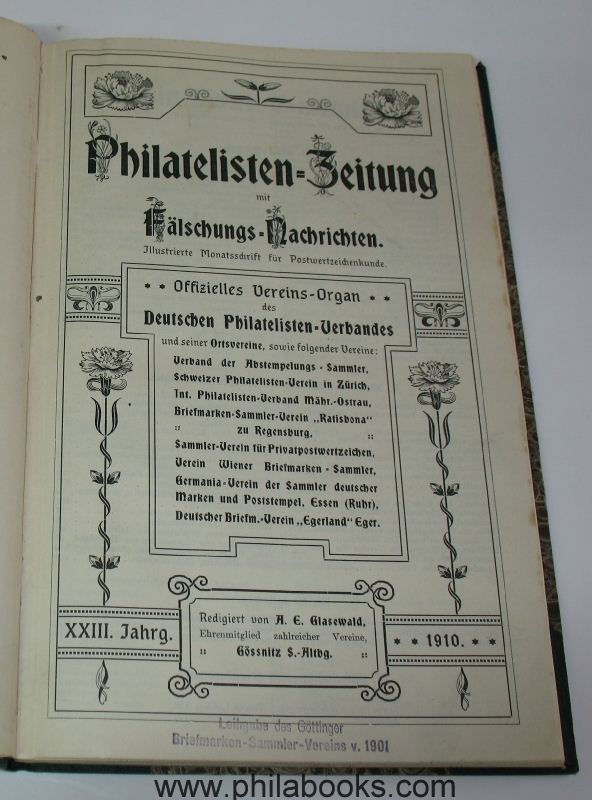 Philatelisten-Zeitung
mit
Fälschungs-Nachrichten.
Illustrierte Monatsschrift für Postwertzeichenkunde.
* * Offizielles Vereins-Organ * *
des
Deutschen Philatelisten-Verbandes
und seiner Ortsvereine, sowie folgender Vereine:
Verband der Abstempelungs-Sammler,
Schweizer Philatelisten-Verein in Zürich,
Int. Philatelisten-Verband Mähr.-Ostrau,
Briefmarken-Sammler-Verein „Ratisbona"
:: zu Regensburg, ::
Sammler-Verein für Privatpostwertzeichen,
Verein Wiener Briefmarken-Sammler,
Germania-Verein der Sammler deutscher
Marken und Poststempel, Essen (Ruhr),
Deutscher Briefm.-Verein „Egerland" Eger.
XXIII. Jahrg.
Redigiert von A. E. Glasewald,
Ehrenmitglied zahlreicher Vereine,
:: Gössnitz S.-Altbg. ::
* * 1910. * *
Leihgabe des Göttinger
Briefmarken-Sammler-Vereins v. 1901
www.philabooks.com